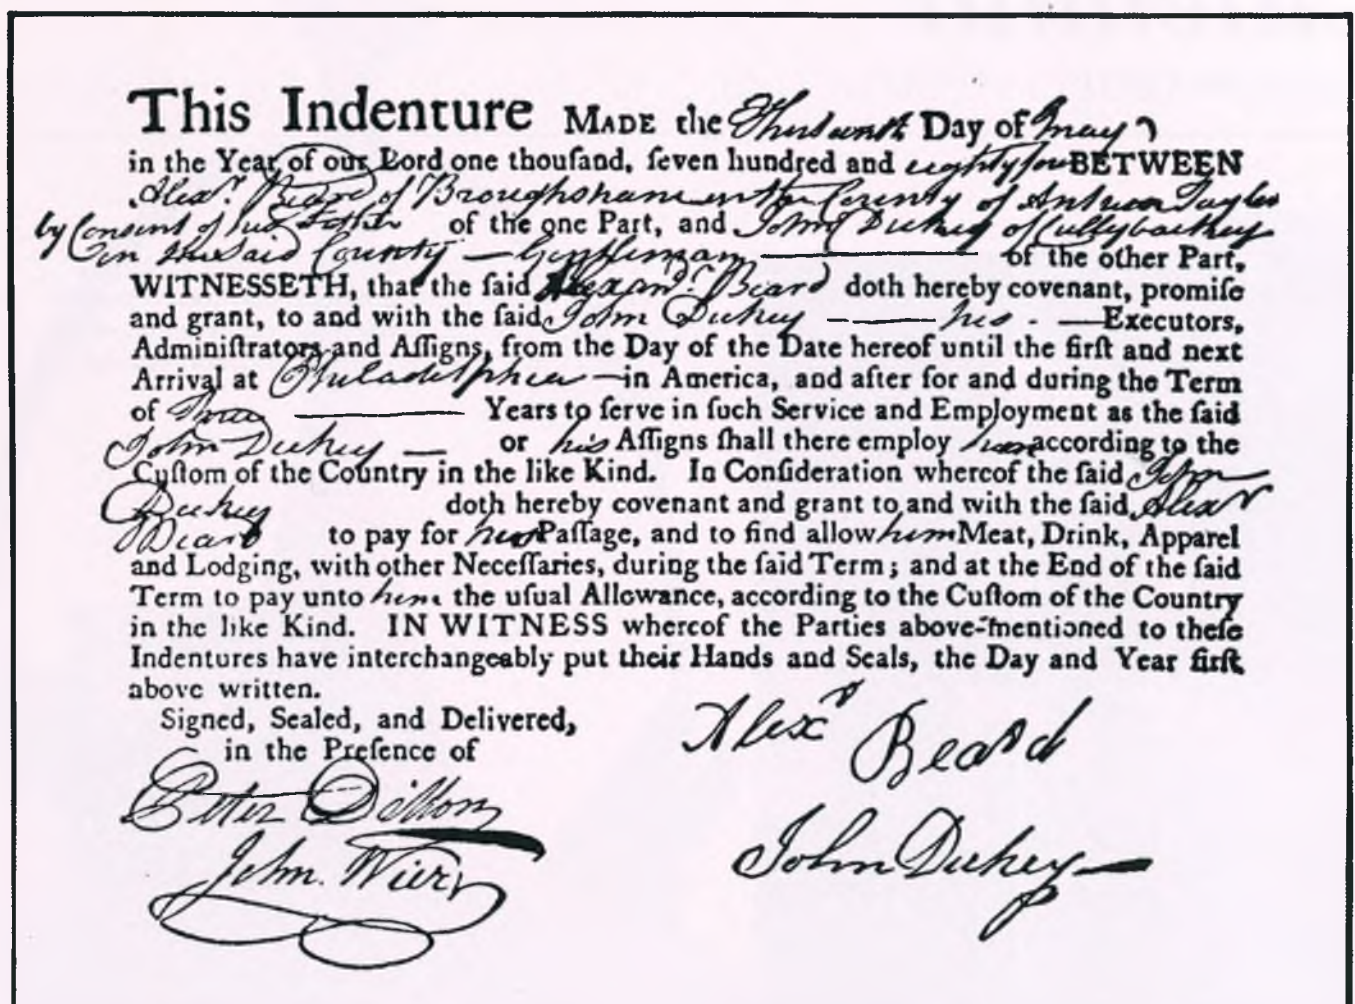 This Indenture MADE the Thirteenth Day of May
in the Year of our Lord one thouſand, ſeven hundred and eighty four BETWEEN
Alexr. Beard of Broughshane in the County of Antrim Taylor
by Consent of his Father of the one Part, and John Dickey of Cullybackey
in the Said County — Gentleman — of the other Part,
WITNESSETH, that the ſaid Alexandr. Beard doth hereby covenant, promiſe
and grant, to and with the ſaid John Dickey — his — Executors,
Adminiſtrators and Aſſigns, from the Day of the Date hereof until the firſt and next
Arrival at Philadelphia — in America, and after for and during the Term
of Three — Years to ſerve in ſuch Service and Employment as the ſaid
John Dickey — or his Aſſigns ſhall there employ him according to the
Cuſtom of the Country in the like Kind. In Conſideration whereof the ſaid John
Dickey doth hereby covenant and grant to, and with the ſaid Alexr
Beard to pay for his Paſſage, and to find allow him Meat, Drink, Apparel
and Lodging, with other Neceſſaries, during the ſaid Term; and at the End of the ſaid
Term to pay unto him the uſual Allowance, according to the Cuſtom of the Country
in the like Kind. IN WITNESS whereof the Parties above-mentioned to theſe
Indentures have interchangeably put their Hands and Seals, the Day and Year firſt
above written.
Signed, Sealed, and Delivered,
in the Preſence of
Alexr Beard
Peter Dillon
John Dickey
John. Wier